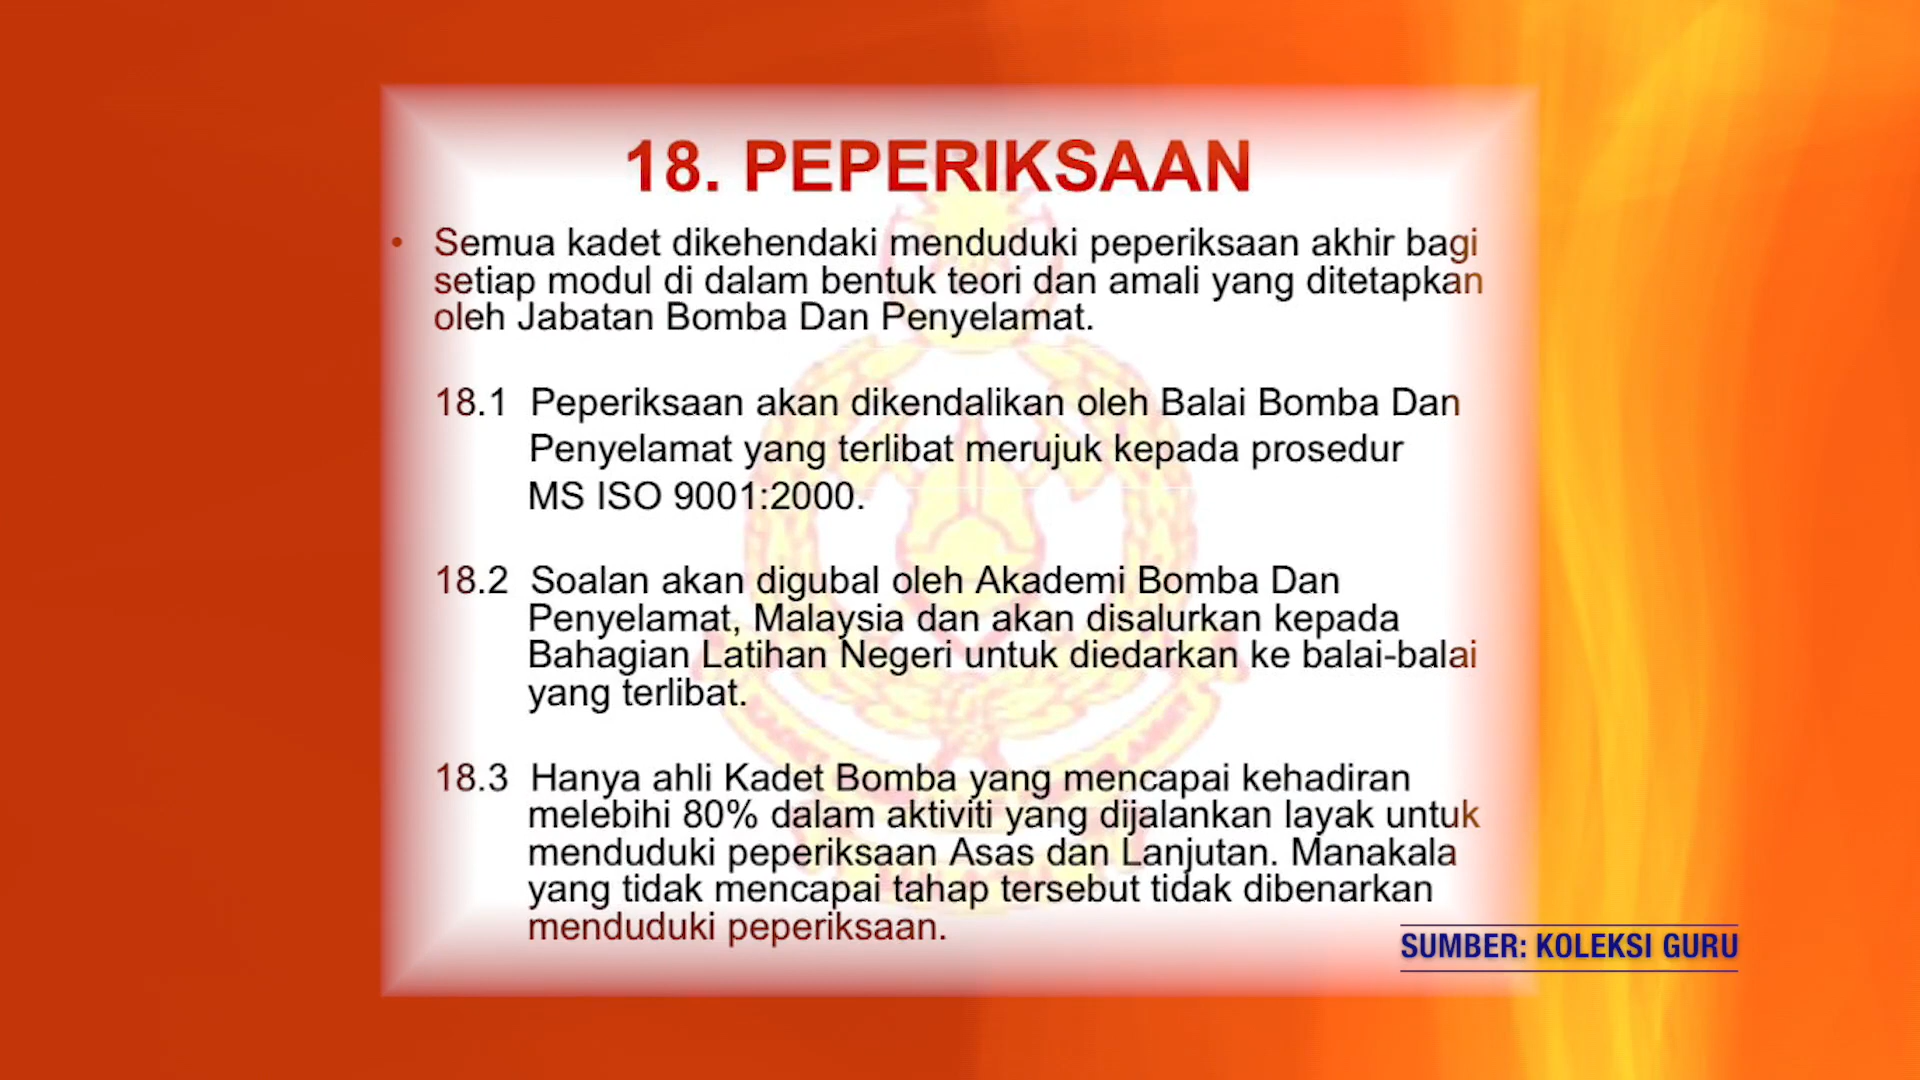 18. PEPERIKSAAN
• Semua kadet dikehendaki menduduki peperiksaan akhir bagi
setiap modul di dalam bentuk teori dan amali yang ditetapkan
oleh Jabatan Bomba Dan Penyelamat.
18.1 Peperiksaan akan dikendalikan oleh Balai Bomba Dan
Penyelamat yang terlibat merujuk kepada prosedur
MS ISO 9001:2000.
18.2 Soalan akan digubal oleh Akademi Bomba Dan
Penyelamat, Malaysia dan akan disalurkan kepada
Bahagian Latihan Negeri untuk diedarkan ke balai-balai
yang terlibat.
18.3 Hanya ahli Kadet Bomba yang mencapai kehadiran
melebihi 80% dalam aktiviti yang dijalankan layak untuk
menduduki peperiksaan Asas dan Lanjutan. Manakala
yang tidak mencapai tahap tersebut tidak dibenarkan
menduduki peperiksaan.
SUMBER: KOLEKSI GURU